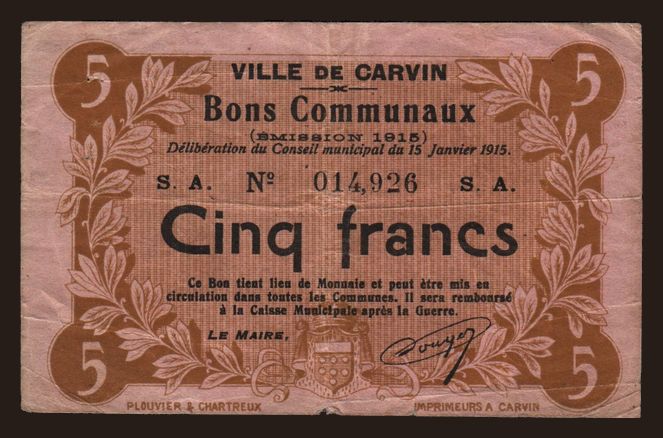 5 5
VILLE DE CARVIN
Bons Communaux
(ÉMISSION 1915)
Délibération du Conseil municipal du 15 Janvier 1915.
S. A. Nº 014,926 S. A.
Cinq francs
Ce Bon tient lieu de Monnaie et peut être mis en
circulation dans toutes les Communes. Il sera remboursé
à la Caisse Municipale après la Guerre.
LE MAIRE,
5 5
PLOUVIER & CHARTREUX IMPRIMEURS A CARVIN